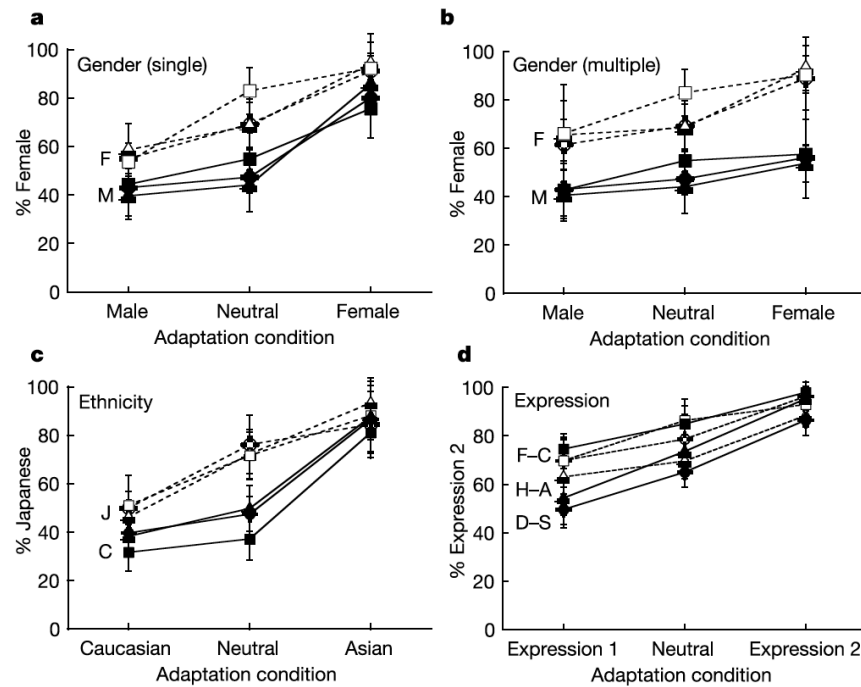 a
Gender (single)
% Female
100
80
60
40
20
0
F
M
Male Neutral Female
Adaptation condition
b
Gender (multiple)
% Female
100
80
60
40
20
0
F
M
Male Neutral Female
Adaptation condition
c
Ethnicity
% Japanese
100
80
60
40
20
0
J
C
Caucasian Neutral Asian
Adaptation condition
d
Expression
% Expression 2
100
80
60
40
20
0
F–C
H–A
D–S
Expression 1 Neutral Expression 2
Adaptation condition